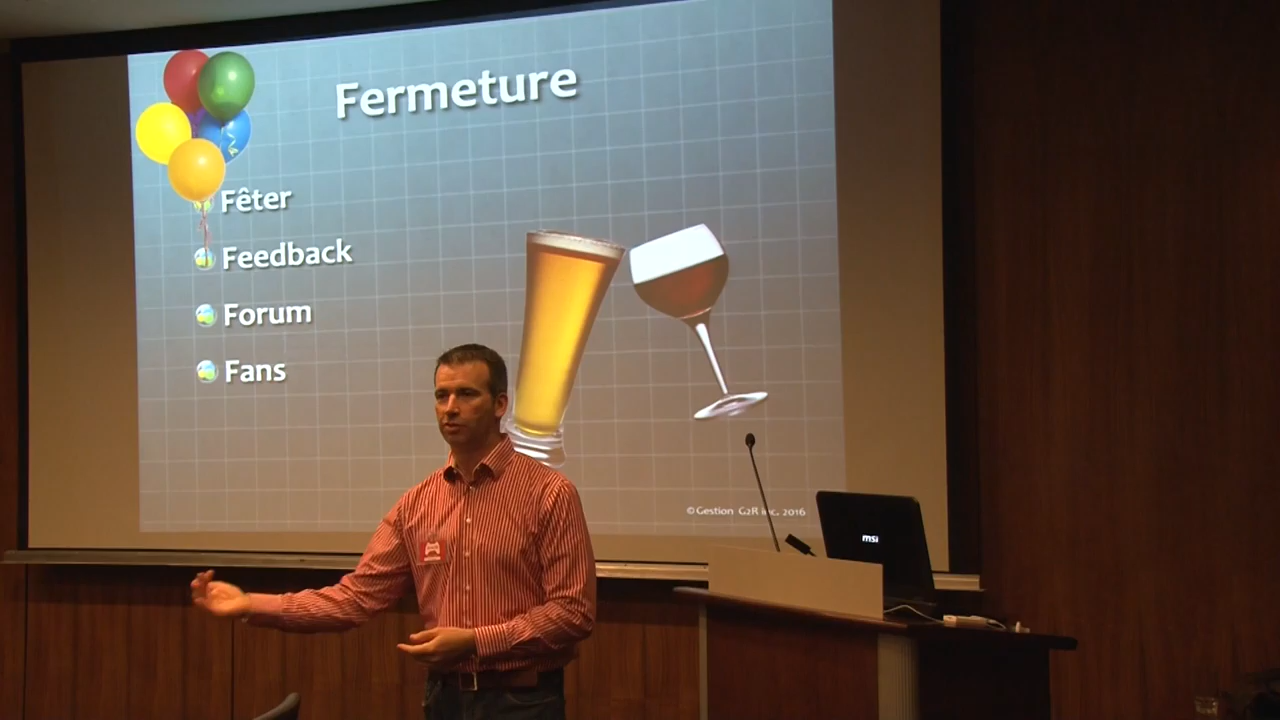 Fermeture
Fêter
Feedback
Forum
Fans
©Gestion G2R inc. 2016
msi